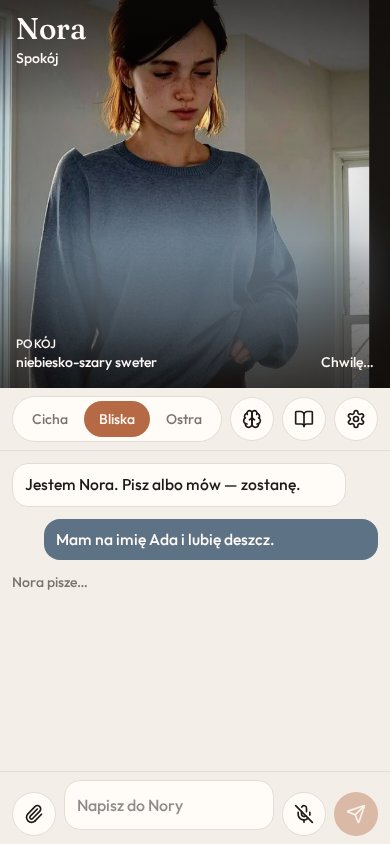 Nora
Spokój
POKÓJ
niebiesko-szary sweter
Chwilę...
Cicha
Bliska
Ostra
Jestem Nora. Pisz albo mów — zostanę.
Mam na imię Ada i lubię deszcz.
Nora pisze...
Napisz do Nory